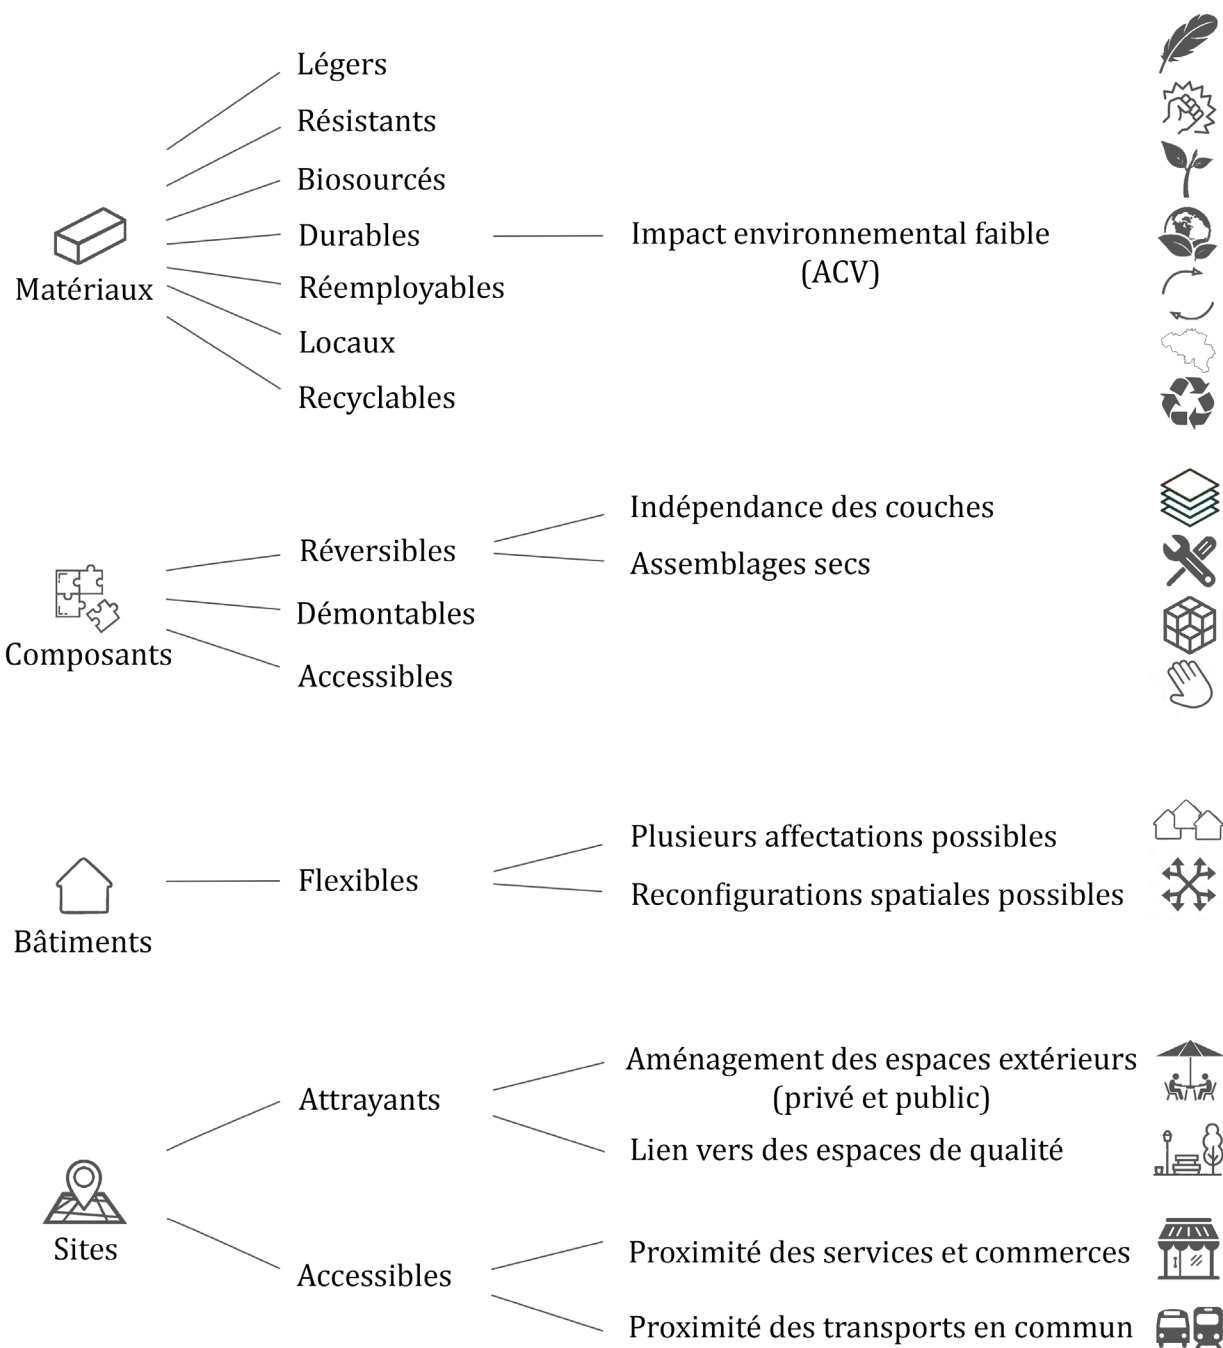 Légers
Résistants
Biosourcés
Durables
Impact environnemental faible
(ACV)
Matériaux
Réemployables
Locaux
Recyclables
Indépendance des couches
Réversibles
Assemblages secs
Démontables
Composants
Accessibles
Plusieurs affectations possibles
Flexibles
Reconfigurations spatiales possibles
Bâtiments
Aménagement des espaces extérieurs
(privé et public)
Attrayants
Lien vers des espaces de qualité
Sites
Proximité des services et commerces
Accessibles
Proximité des transports en commun